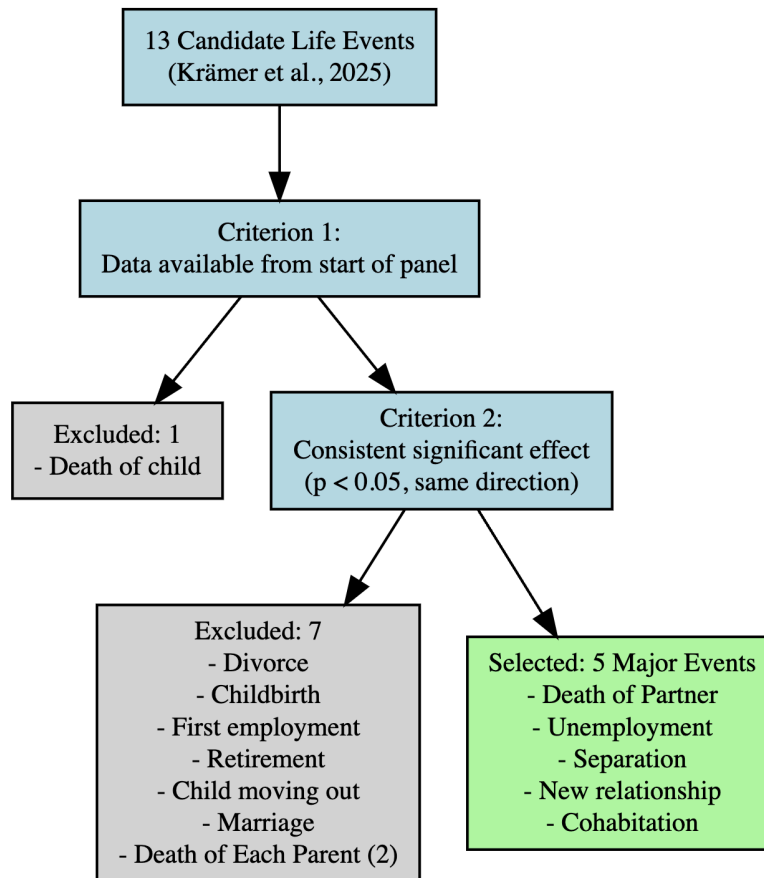 13 Candidate Life Events
(Krämer et al., 2025)
Criterion 1:
Data available from start of panel
Excluded: 1
- Death of child
Criterion 2:
Consistent significant effect
(p < 0.05, same direction)
Excluded: 7
- Divorce
- Childbirth
- First employment
- Retirement
- Child moving out
- Marriage
- Death of Each Parent (2)
Selected: 5 Major Events
- Death of Partner
- Unemployment
- Separation
- New relationship
- Cohabitation